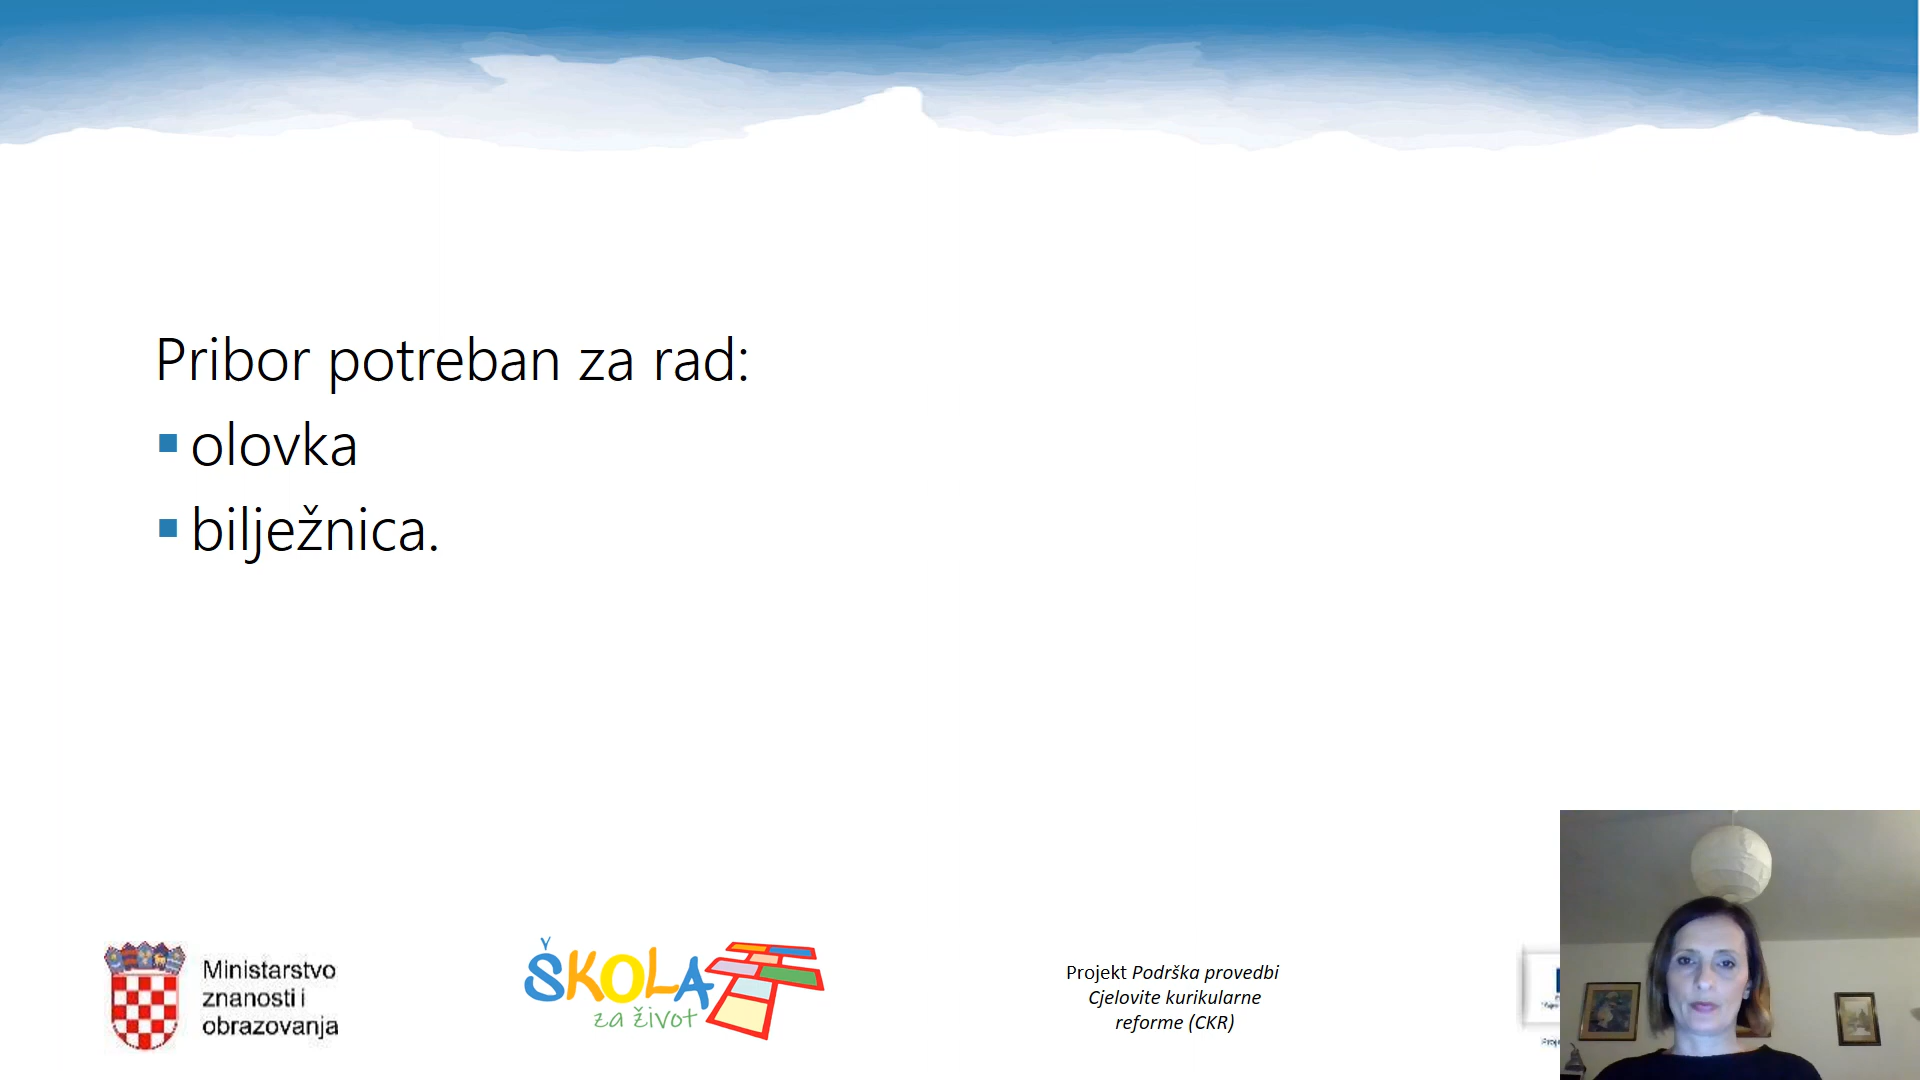 Pribor potreban za rad:
olovka
bilježnica.
Ministarstvo
znanosti i
obrazovanja
ŠKOLA
za život
Projekt Podrška provedbi
Cjelovite kurikularne
reforme (CKR)